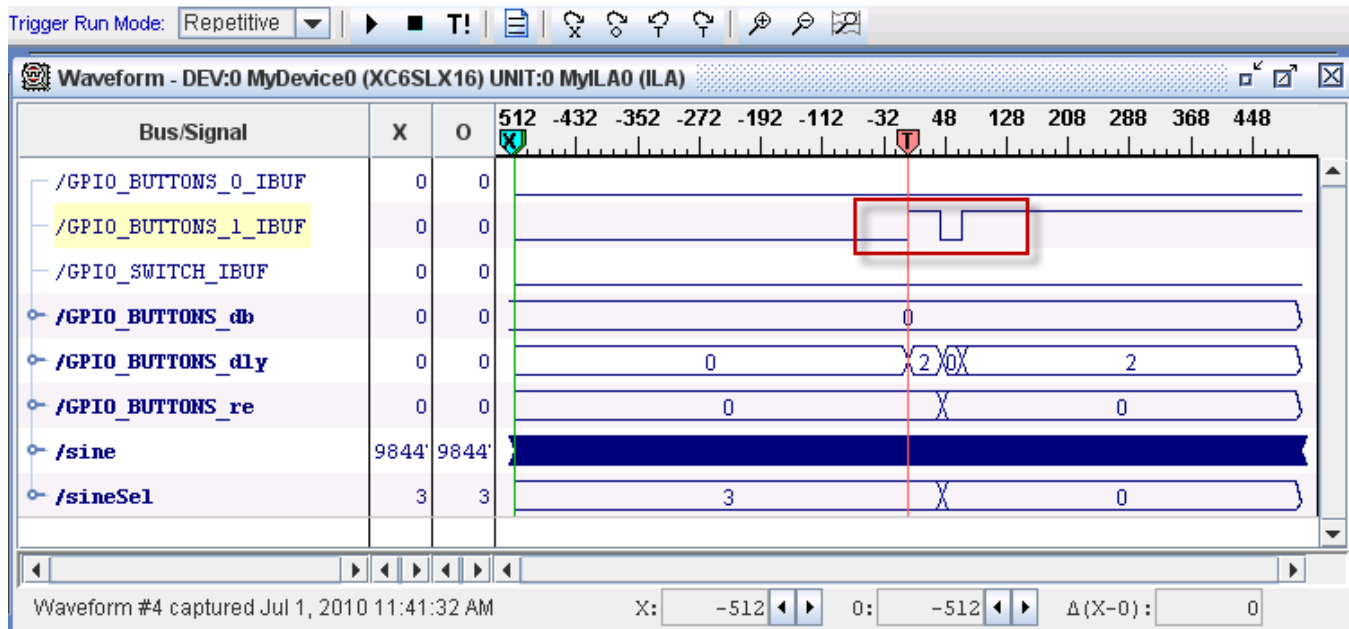 Trigger Run Mode: Repetitive T!
Waveform - DEV:0 MyDevice0 (XC6SLX16) UNIT:0 MyILA0 (ILA)
Bus/Signal X O 512 -432 -352 -272 -192 -112 -32 48 128 208 288 368 448
X T
/GPIO_BUTTONS_0_IBUF 0 0
/GPIO_BUTTONS_1_IBUF 0 0
/GPIO_SWITCH_IBUF 0 0
/GPIO_BUTTONS_db 0 0 0
/GPIO_BUTTONS_dly 0 0 0 2 0 2
/GPIO_BUTTONS_re 0 0 0 0
/sine 9844' 9844'
/sineSel 3 3 3 0
Waveform #4 captured Jul 1, 2010 11:41:32 AM X: -512 O: -512 Δ(X-O): 0